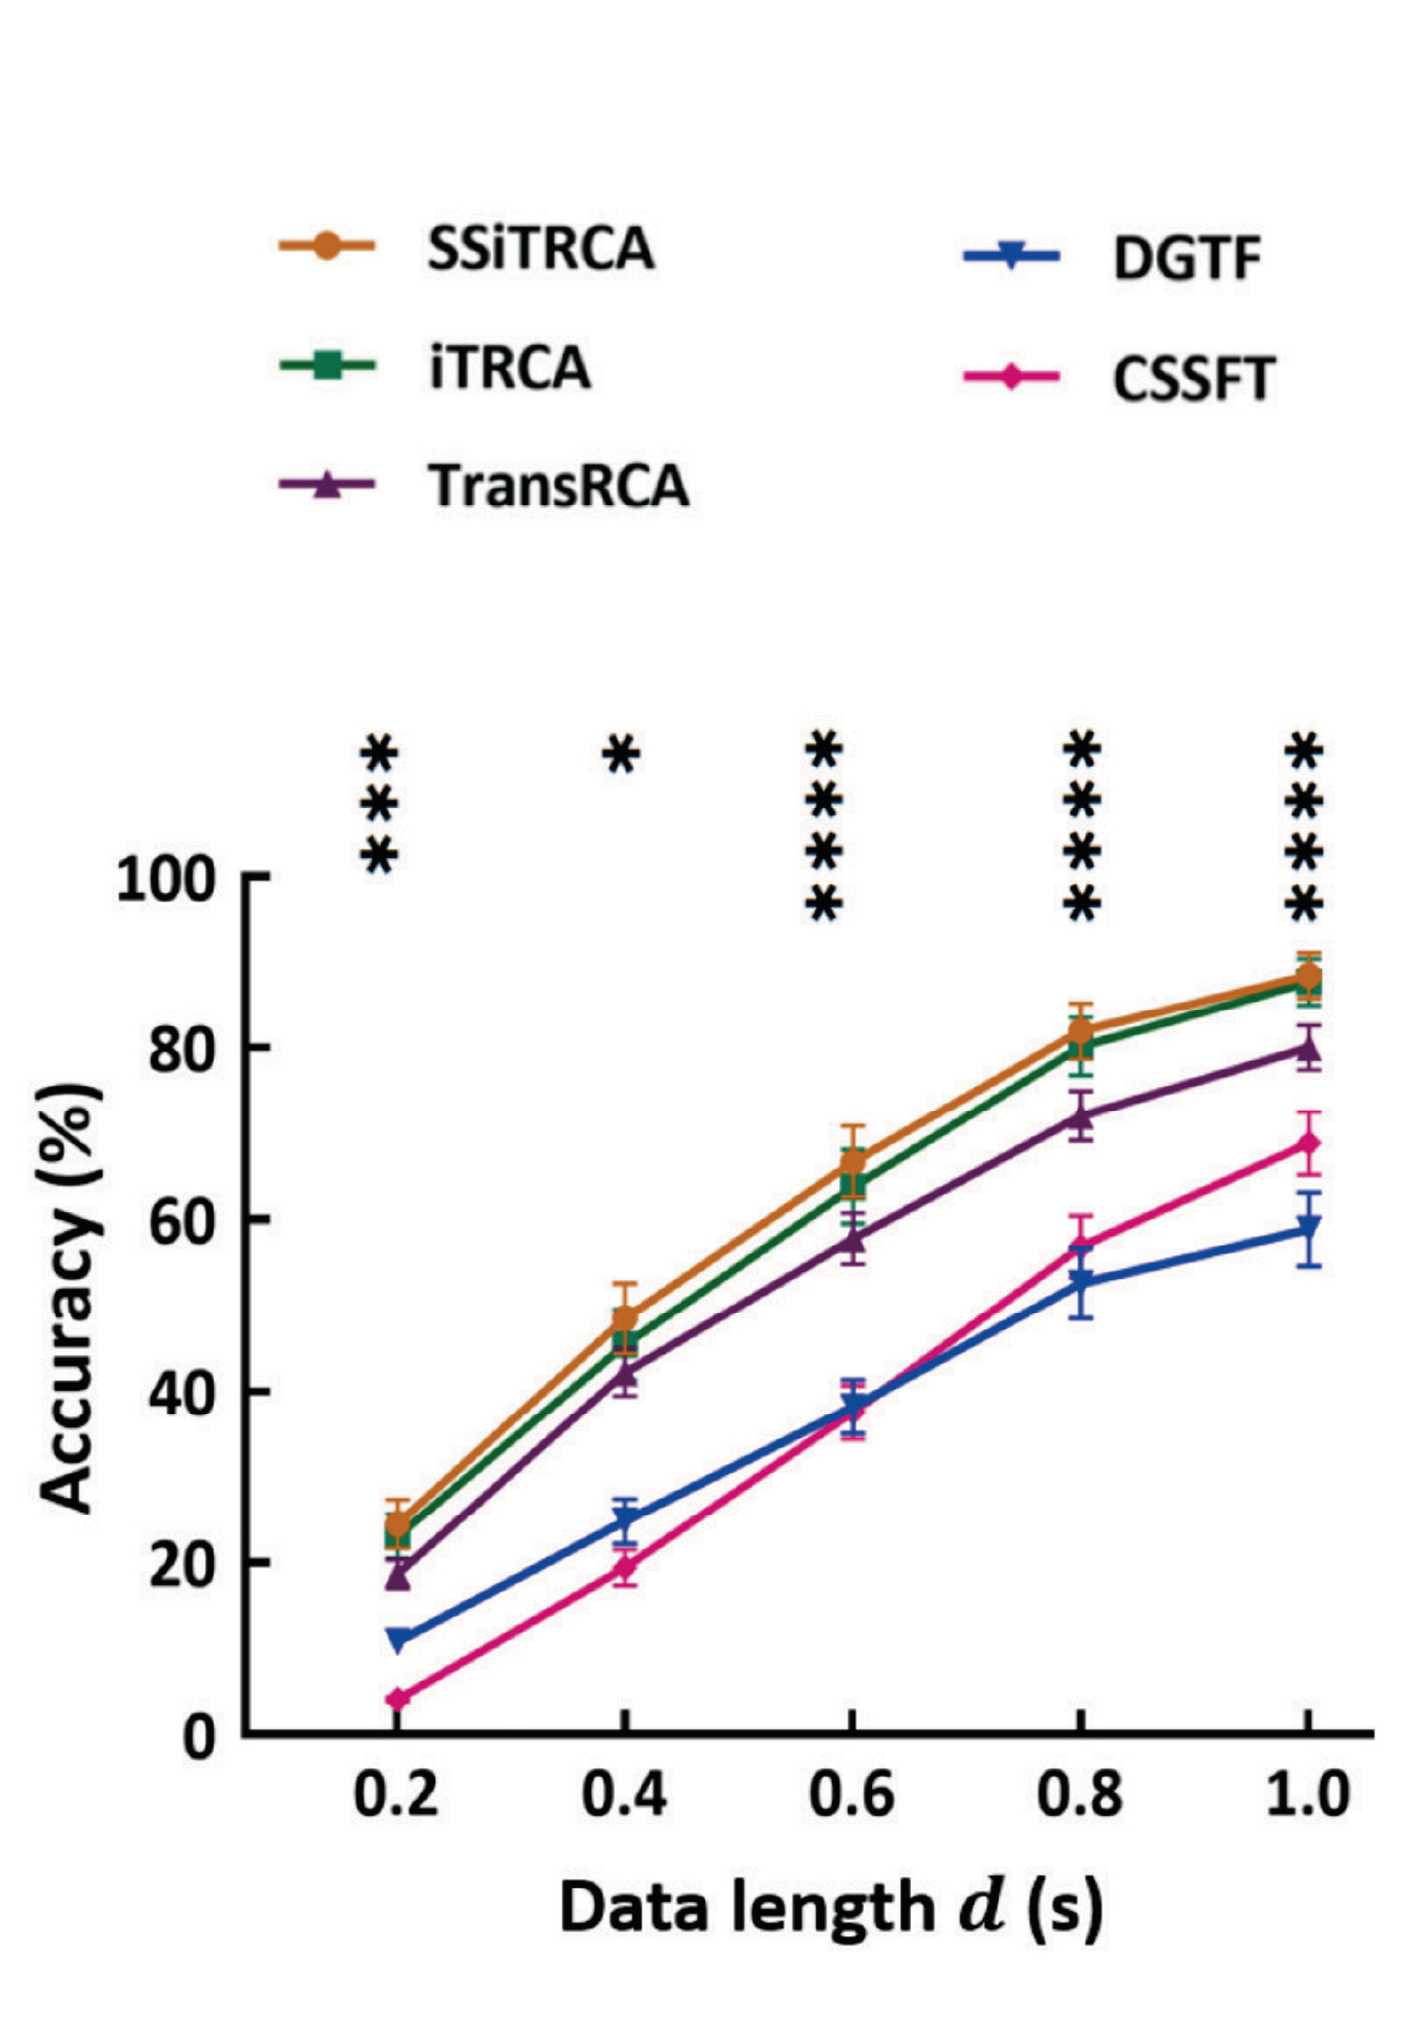 SSiTRCA
iTRCA
TransRCA
DGTF
CSSFT
* * * * *
* * * *
* * * *
* * *
100
80
60
40
20
0
Accuracy (%)
0.2 0.4 0.6 0.8 1.0
Data length d (s)